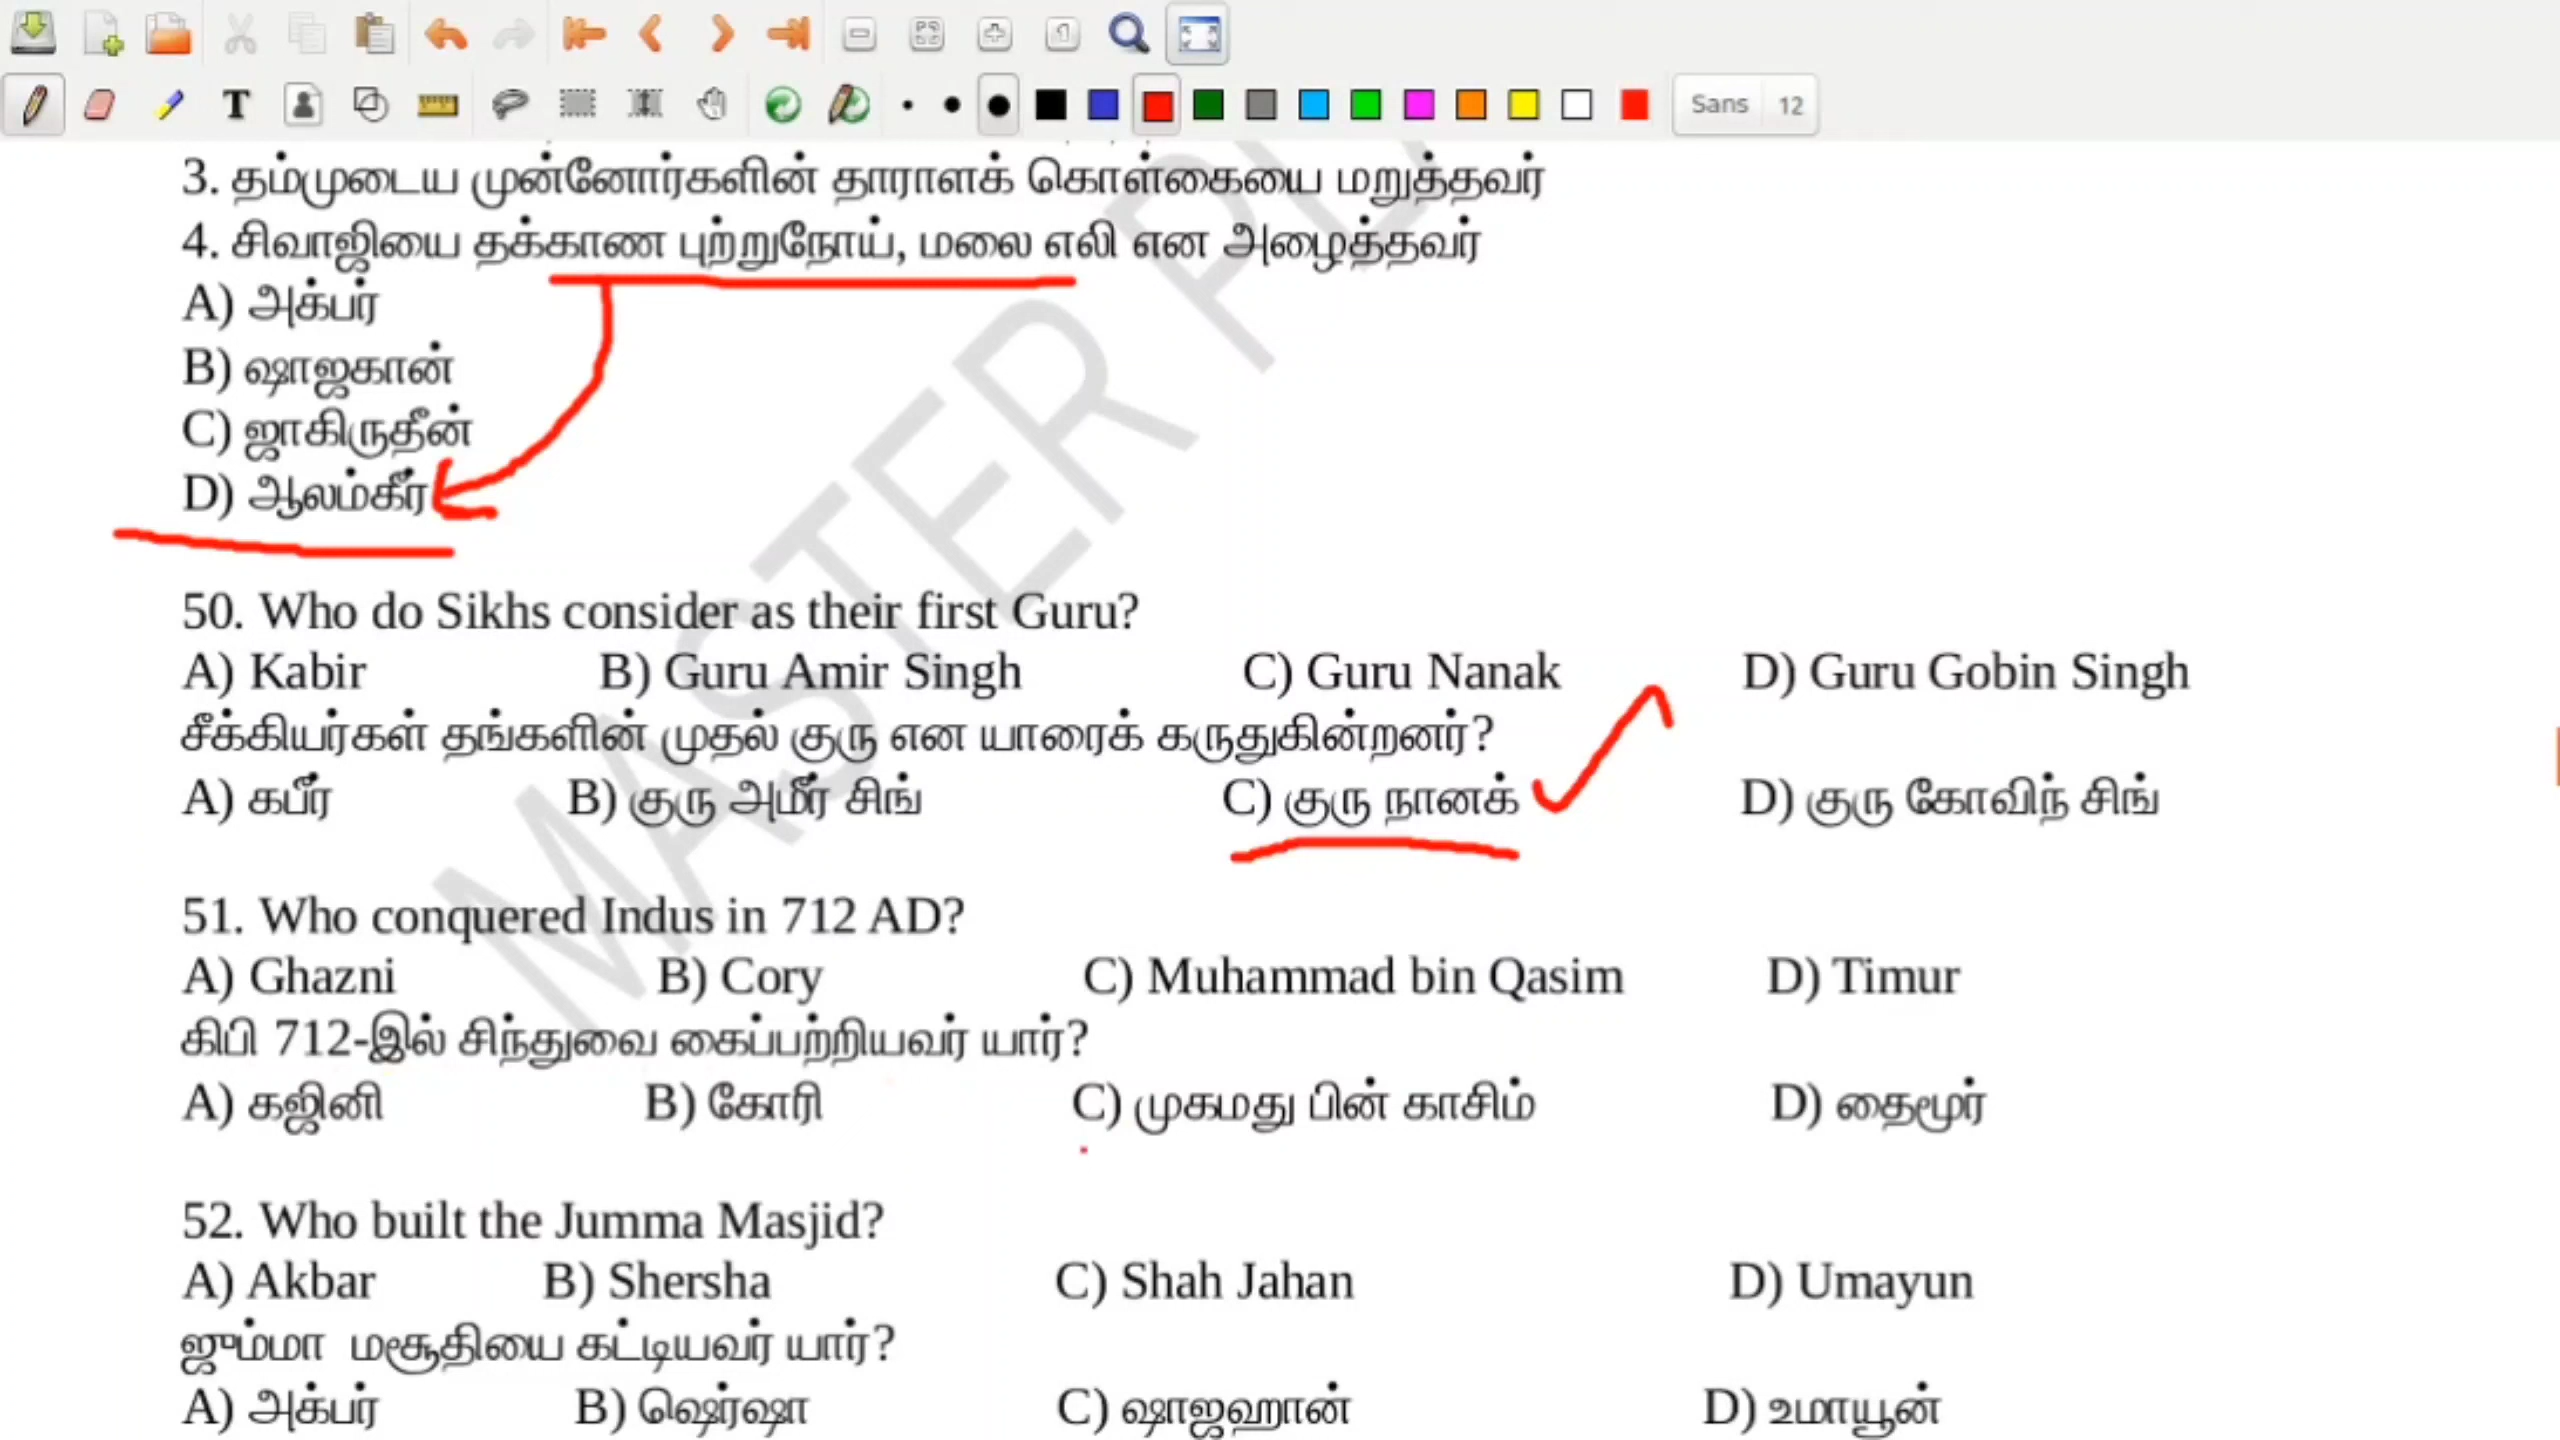 Sans 12
3. தம்முடைய முன்னோர்களின் தாராளக் கொள்கையை மறுத்தவர்
4. சிவாஜியை தக்காண புற்றுநோய், மலை எலி என அழைத்தவர்
A) அக்பர்
B) ஷாஜகான்
C) ஜாகிருதீன்
D) ஆலம்கீர்
50. Who do Sikhs consider as their first Guru?
A) Kabir B) Guru Amir Singh C) Guru Nanak D) Guru Gobin Singh
சீக்கியர்கள் தங்களின் முதல் குரு என யாரைக் கருதுகின்றனர்?
A) கபீர் B) குரு அமீர் சிங் C) குரு நானக் D) குரு கோவிந் சிங்
51. Who conquered Indus in 712 AD?
A) Ghazni B) Cory C) Muhammad bin Qasim D) Timur
கிபி 712-இல் சிந்துவை கைப்பற்றியவர் யார்?
A) கஜினி B) கோரி C) முகமது பின் காசிம் D) தைமூர்
52. Who built the Jumma Masjid?
A) Akbar B) Shersha C) Shah Jahan D) Umayun
ஜும்மா மசூதியை கட்டியவர் யார்?
A) அக்பர் B) ஷெர்ஷா C) ஷாஜஹான் D) உமாயூன்
MASTER